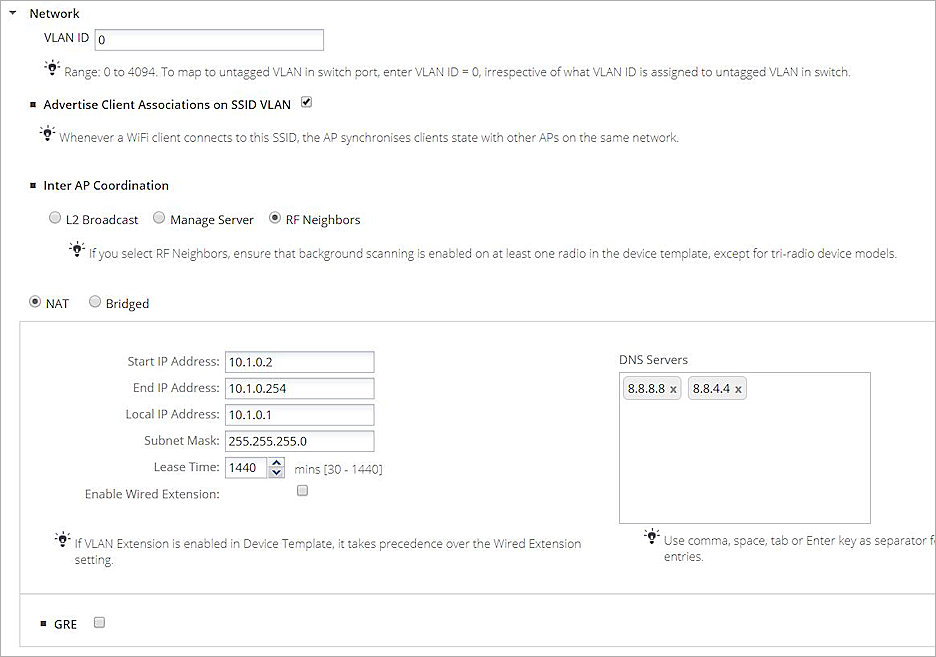 Network
VLAN ID 0
Range: 0 to 4094. To map to untagged VLAN in switch port, enter VLAN ID = 0, irrespective of what VLAN ID is assigned to untagged VLAN in switch.
Advertise Client Associations on SSID VLAN
Whenever a WiFi client connects to this SSID, the AP synchronises clients state with other APs on the same network.
Inter AP Coordination
L2 Broadcast Manage Server RF Neighbors
If you select RF Neighbors, ensure that background scanning is enabled on at least one radio in the device template, except for tri-radio device models.
NAT Bridged
Start IP Address: 10.1.0.2
End IP Address: 10.1.0.254
Local IP Address: 10.1.0.1
Subnet Mask: 255.255.255.0
Lease Time: 1440 mins [30 - 1440]
Enable Wired Extension:
If VLAN Extension is enabled in Device Template, it takes precedence over the Wired Extension
setting.
DNS Servers
8.8.8.8 x 8.8.4.4 x
Use comma, space, tab or Enter key as separator f
entries.
GRE